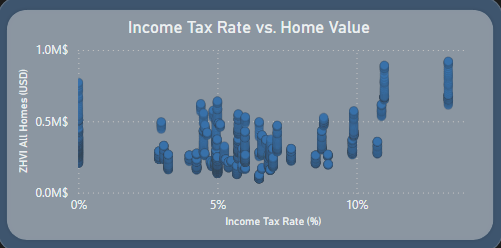 Income Tax Rate vs. Home Value
1.0M$
0.5M$
0.0M$
ZHVI All Homes (USD)
0% 5% 10%
Income Tax Rate (%)